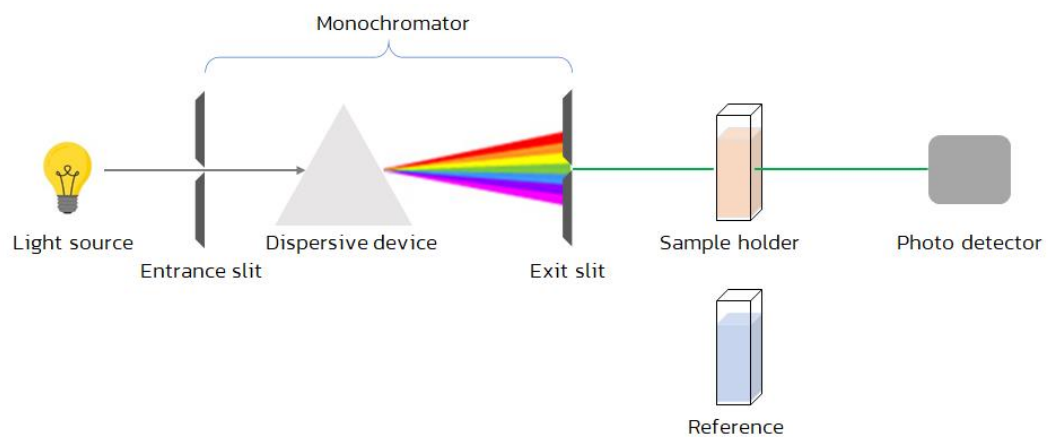 Monochromator
Light source
Entrance slit
Dispersive device
Exit slit
Sample holder
Photo detector
Reference